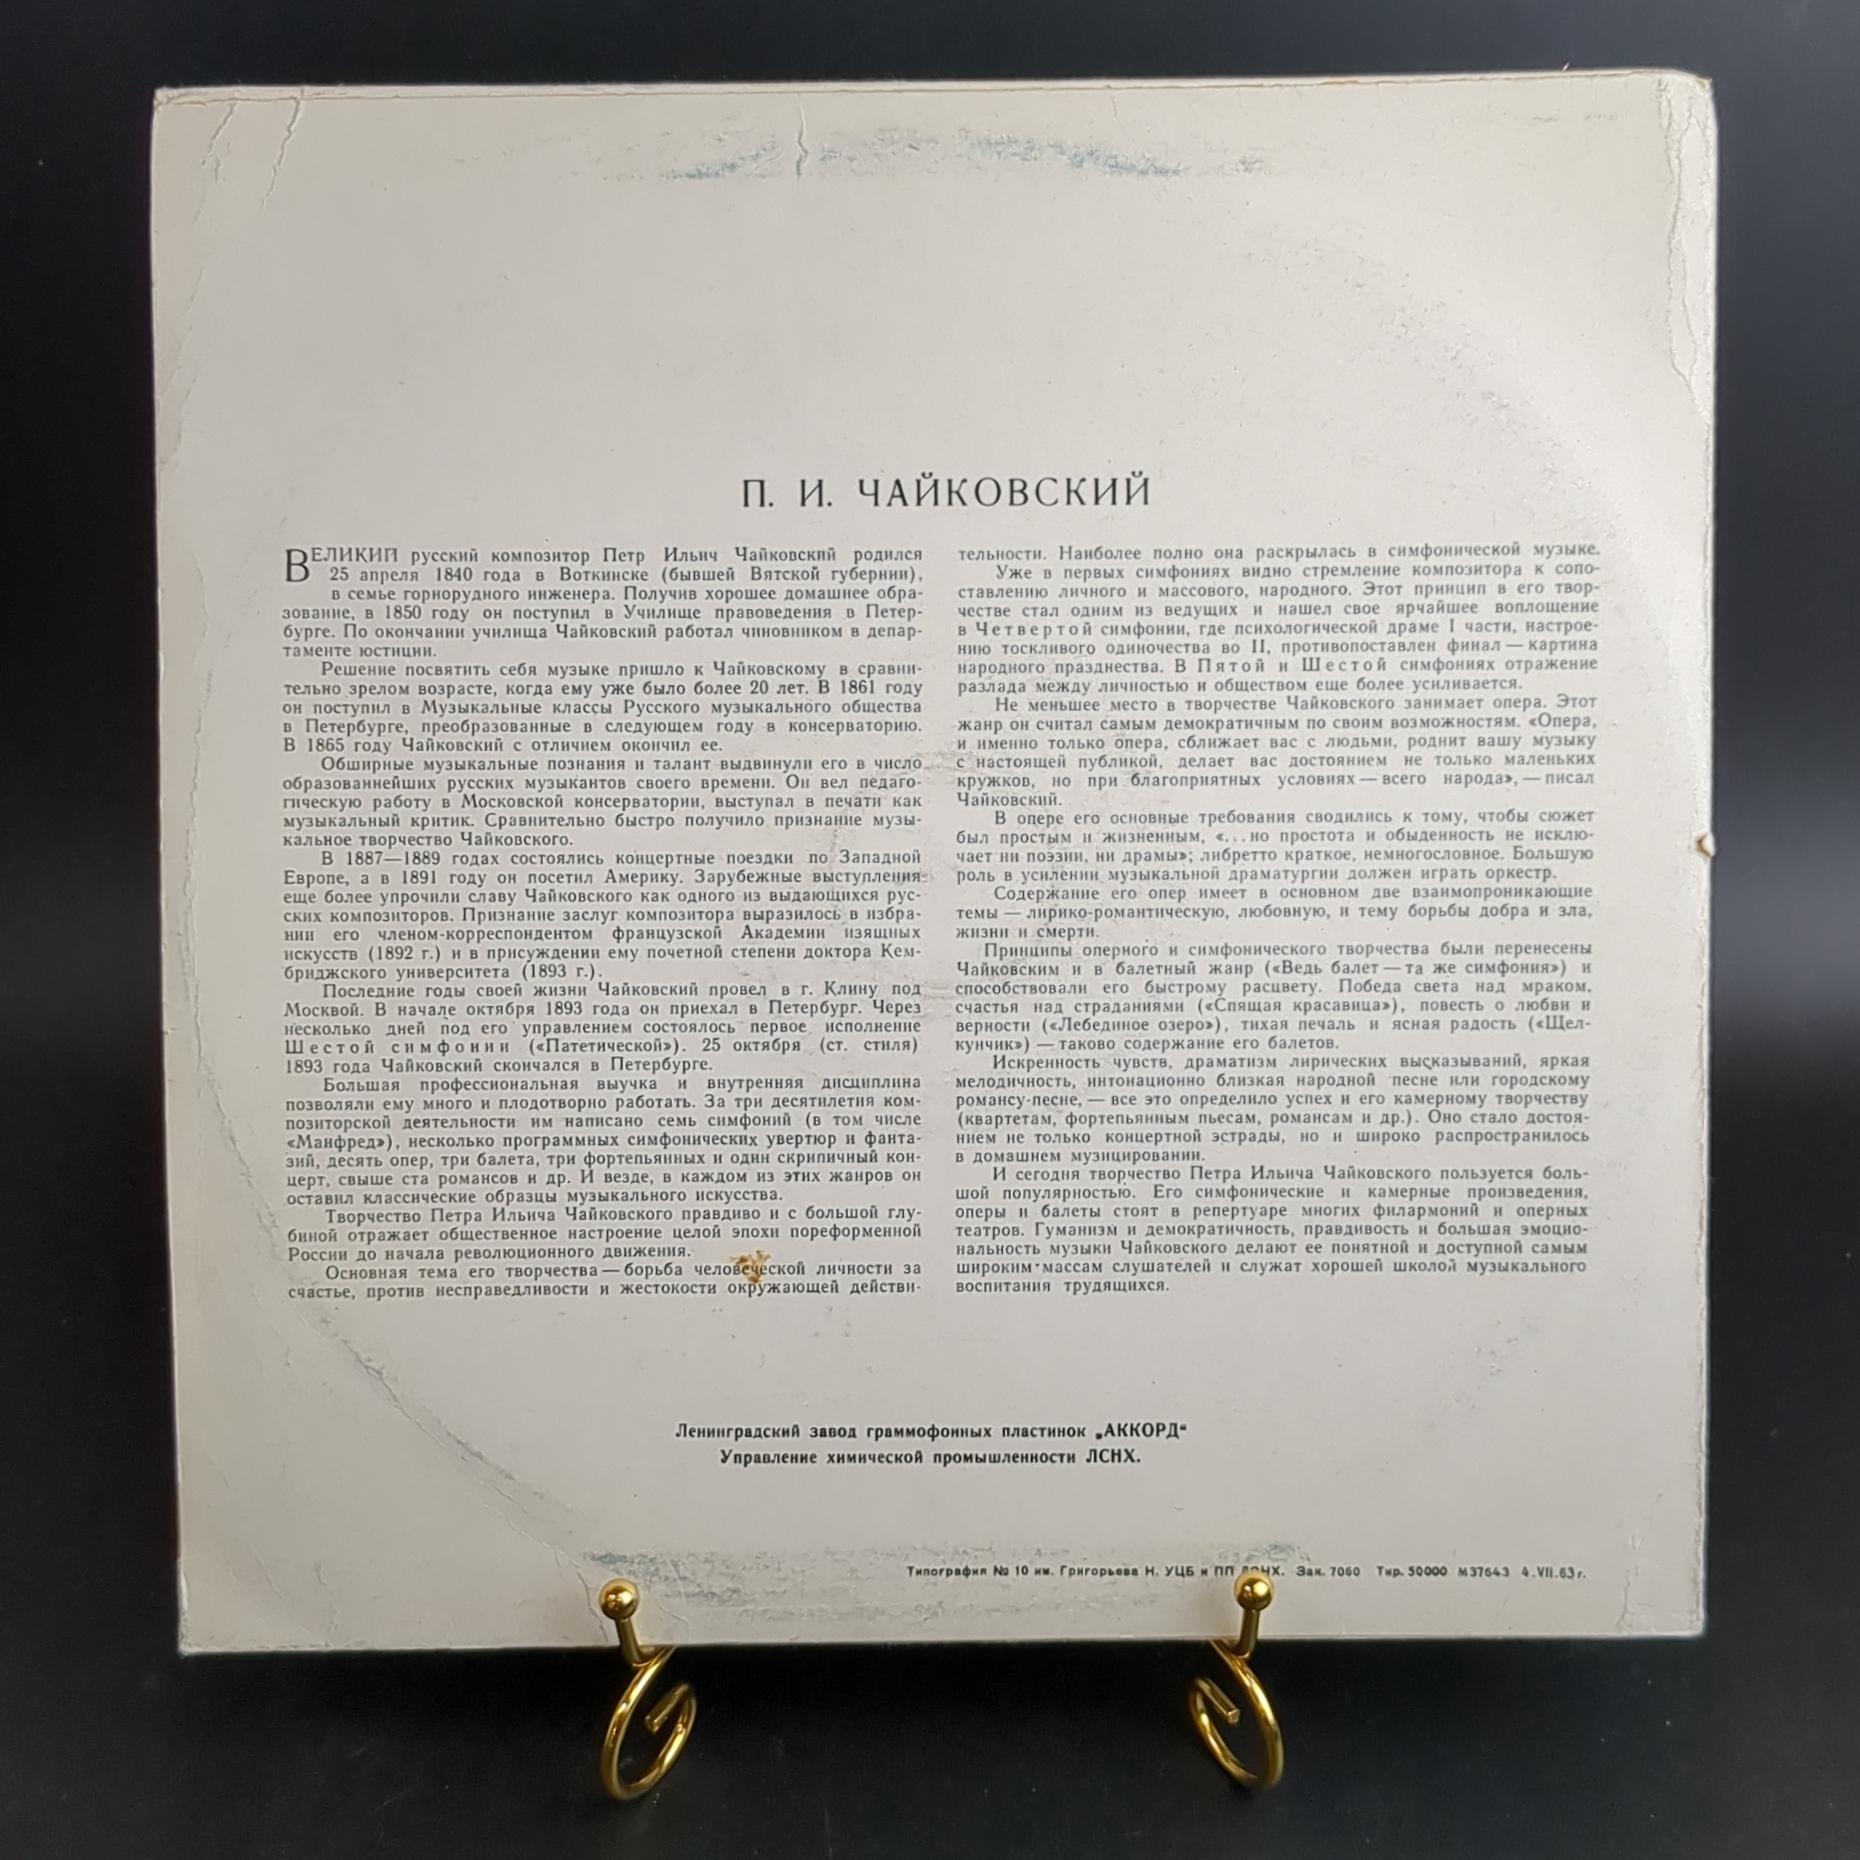 П. И. ЧАЙКОВСКИЙ
ВЕЛИКИЙ русский композитор Петр Ильич Чайковский родился
25 апреля 1840 года в Воткинске (бывшей Вятской губернии),
в семье горнорудного инженера. Получив хорошее домашнее обра-
зование, в 1850 году он поступил в Училище правоведения в Петер-
бурге. По окончании училища Чайковский работал чиновником в депар-
таменте юстиции.
Решение посвятить себя музыке пришло к Чайковскому в сравни-
тельно зрелом возрасте, когда ему уже было более 20 лет. В 1861 году
он поступил в Музыкальные классы Русского музыкального общества
в Петербурге, преобразованные в следующем году в консерваторию.
В 1865 году Чайковский с отличием окончил ее.
Обширные музыкальные познания и талант выдвинули его в число
образованнейших русских музыкантов своего времени. Он вел педаго-
гическую работу в Московской консерватории, выступал в печати как
музыкальный критик. Сравнительно быстро получило признание музы-
кальное творчество Чайковского.
В 1887—1889 годах состоялись концертные поездки по Западной
Европе, а в 1891 году он посетил Америку. Зарубежные выступления
еще более упрочили славу Чайковского как одного из выдающихся рус-
ских композиторов. Признание заслуг композитора выразилось в избра-
нии его членом-корреспондентом французской Академии изящных
искусств (1892 г.) и в присуждении ему почетной степени доктора Кем-
бриджского университета (1893 г.).
Последние годы своей жизни Чайковский провел в г. Клину под
Москвой. В начале октября 1893 года он приехал в Петербург. Через
несколько дней под его управлением состоялось первое исполнение
Шестой симфонии («Патетической»). 25 октября (ст. стиля)
1893 года Чайковский скончался в Петербурге.
Большая профессиональная выучка и внутренняя дисциплина
позволяли ему много и плодотворно работать. За три десятилетия ком-
позиторской деятельности им написано семь симфоний (в том числе
«Манфред»), несколько программных симфонических увертюр и фанта-
зий, десять опер, три балета, три фортепьянных и один скрипичный кон-
церт, свыше ста романсов и др. И везде, в каждом из этих жанров он
оставил классические образцы музыкального искусства.
Творчество Петра Ильича Чайковского правдиво и с большой глу-
биной отражает общественное настроение целой эпохи пореформенной
России до начала революционного движения.
Основная тема его творчества — борьба человеческой личности за
счастье, против несправедливости и жестокости окружающей действи-
тельности. Наиболее полно она раскрылась в симфонической музыке.
Уже в первых симфониях видно стремление композитора к сопо-
ставлению личного и массового, народного. Этот принцип в его твор-
честве стал одним из ведущих и нашел свое ярчайшее воплощение
в Четвертой симфонии, где психологической драме I части, настрое-
нию тоскливого одиночества во II, противопоставлен финал — картина
народного празднества. В Пятой и Шестой симфониях отражение
разлада между личностью и обществом еще более усиливается.
Не меньшее место в творчестве Чайковского занимает опера. Этот
жанр он считал самым демократичным по своим возможностям. «Опера,
и именно только опера, сближает вас с людьми, роднит вашу музыку
с настоящей публикой, делает вас достоянием не только маленьких
кружков, но при благоприятных условиях — всего народа», — писал
Чайковский.
В опере его основные требования сводились к тому, чтобы сюжет
был простым и жизненным, «...но простота и обыденность не исклю-
чает ни поэзии, ни драмы»; либретто краткое, немногословное. Большую
роль в усилении музыкальной драматургии должен играть оркестр.
Содержание его опер имеет в основном две взаимопроникающие
темы — лирико-романтическую, любовную, и тему борьбы добра и зла,
жизни и смерти.
Принципы оперного и симфонического творчества были перенесены
Чайковским и в балетный жанр («Ведь балет — та же симфония») и
способствовали его быстрому расцвету. Победа света над мраком,
счастья над страданиями («Спящая красавица»), повесть о любви и
верности («Лебединое озеро»), тихая печаль и ясная радость («Щел-
кунчик») — таково содержание его балетов.
Искренность чувств, драматизм лирических высказываний, яркая
мелодичность, интонационно близкая народной песне или городскому
романсу-песне, — все это определило успех и его камерному творчеству
(квартетам, фортепьянным пьесам, романсам и др.). Оно стало достоя-
нием не только концертной эстрады, но и широко распространилось
в домашнем музицировании.
И сегодня творчество Петра Ильича Чайковского пользуется боль-
шой популярностью. Его симфонические и камерные произведения,
оперы и балеты стоят в репертуаре многих филармоний и оперных
театров. Гуманизм и демократичность, правдивость и большая эмоцио-
нальность музыки Чайковского делают ее понятной и доступной самым
широким массам слушателей и служат хорошей школой музыкального
воспитания трудящихся.
Ленинградский завод граммофонных пластинок „АККОРД“
Управление химической промышленности ЛСНХ.
Типография № 10 им. Григорьева Н. УЦБ и ПП ЛСНХ. Зак. 7060 Тир. 50000 М37643 4.VII.63г.